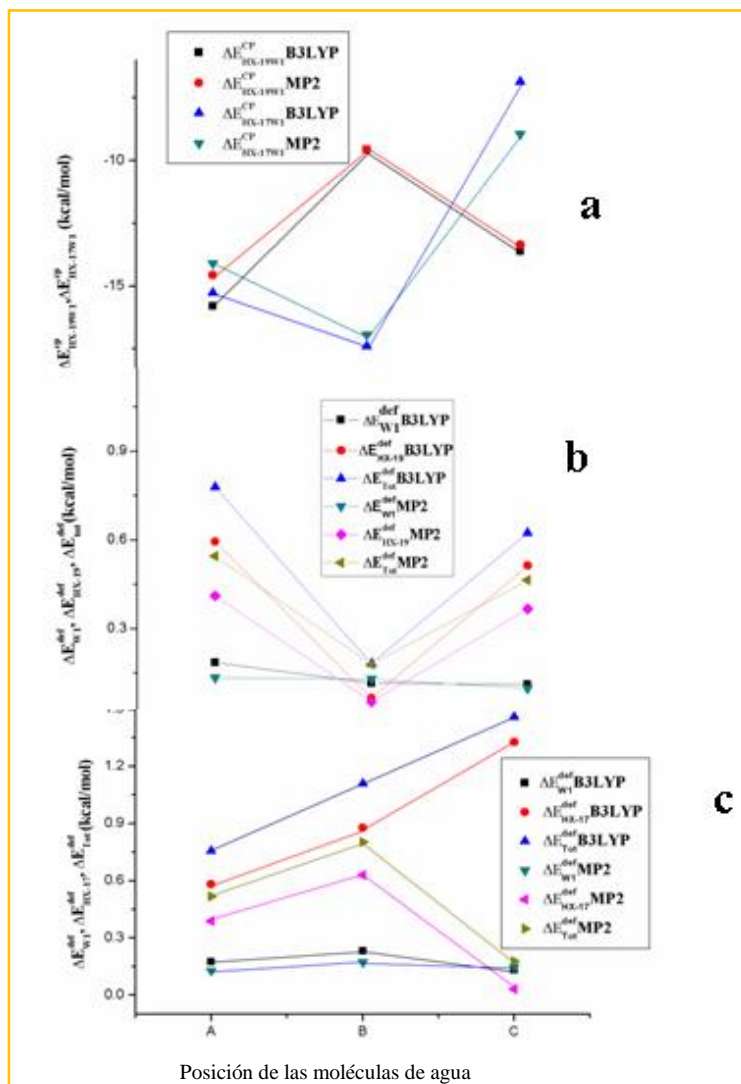 ΔE^CP_HX-19W1 B3LYP
ΔE^CP_HX-19W1 MP2
ΔE^CP_HX-17W1 B3LYP
ΔE^CP_HX-17W1 MP2
ΔE^cp_HX-19W1, ΔE^cp_HX-17W1 (kcal/mol)
-10
-15
a
ΔE^def_W1 B3LYP
ΔE^def_HX-19 B3LYP
ΔE^def_Tot B3LYP
ΔE^def_W1 MP2
ΔE^def_HX-19 MP2
ΔE^def_Tot MP2
ΔE^def_W1, ΔE^def_HX-19, ΔE^def_tot (kcal/mol)
0.9
0.6
0.3
b
ΔE^def_W1 B3LYP
ΔE^def_HX-17 B3LYP
ΔE^def_Tot B3LYP
ΔE^def_W1 MP2
ΔE^def_HX-17 MP2
ΔE^def_Tot MP2
ΔE^def_W1, ΔE^def_HX-17, ΔE^def_Tot (kcal/mol)
1.2
0.9
0.6
0.3
0.0
c
A B C
Posición de las moléculas de agua